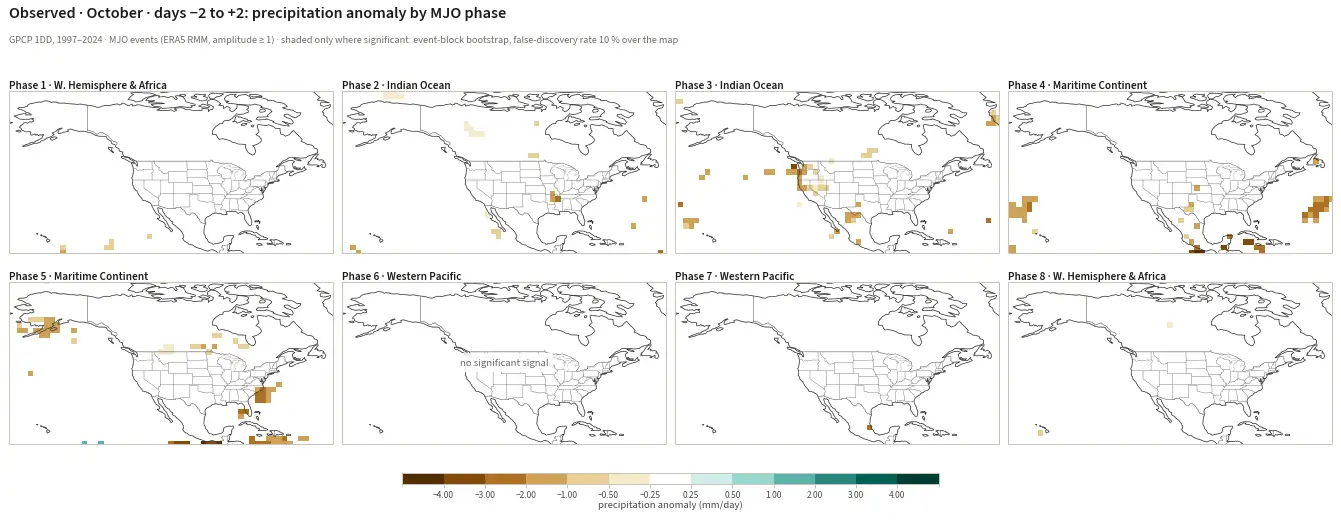 Observed · October · days −2 to +2: precipitation anomaly by MJO phase
GPCP 1DD, 1997–2024 · MJO events (ERA5 RMM, amplitude ≥ 1) · shaded only where significant: event-block bootstrap, false-discovery rate 10 % over the map
Phase 1 · W. Hemisphere & Africa
Phase 2 · Indian Ocean
Phase 3 · Indian Ocean
Phase 4 · Maritime Continent
Phase 5 · Maritime Continent
Phase 6 · Western Pacific
Phase 7 · Western Pacific
Phase 8 · W. Hemisphere & Africa
no significant signal
−4.00 −3.00 −2.00 −1.00 −0.50 −0.25 0.25 0.50 1.00 2.00 3.00 4.00
precipitation anomaly (mm/day)